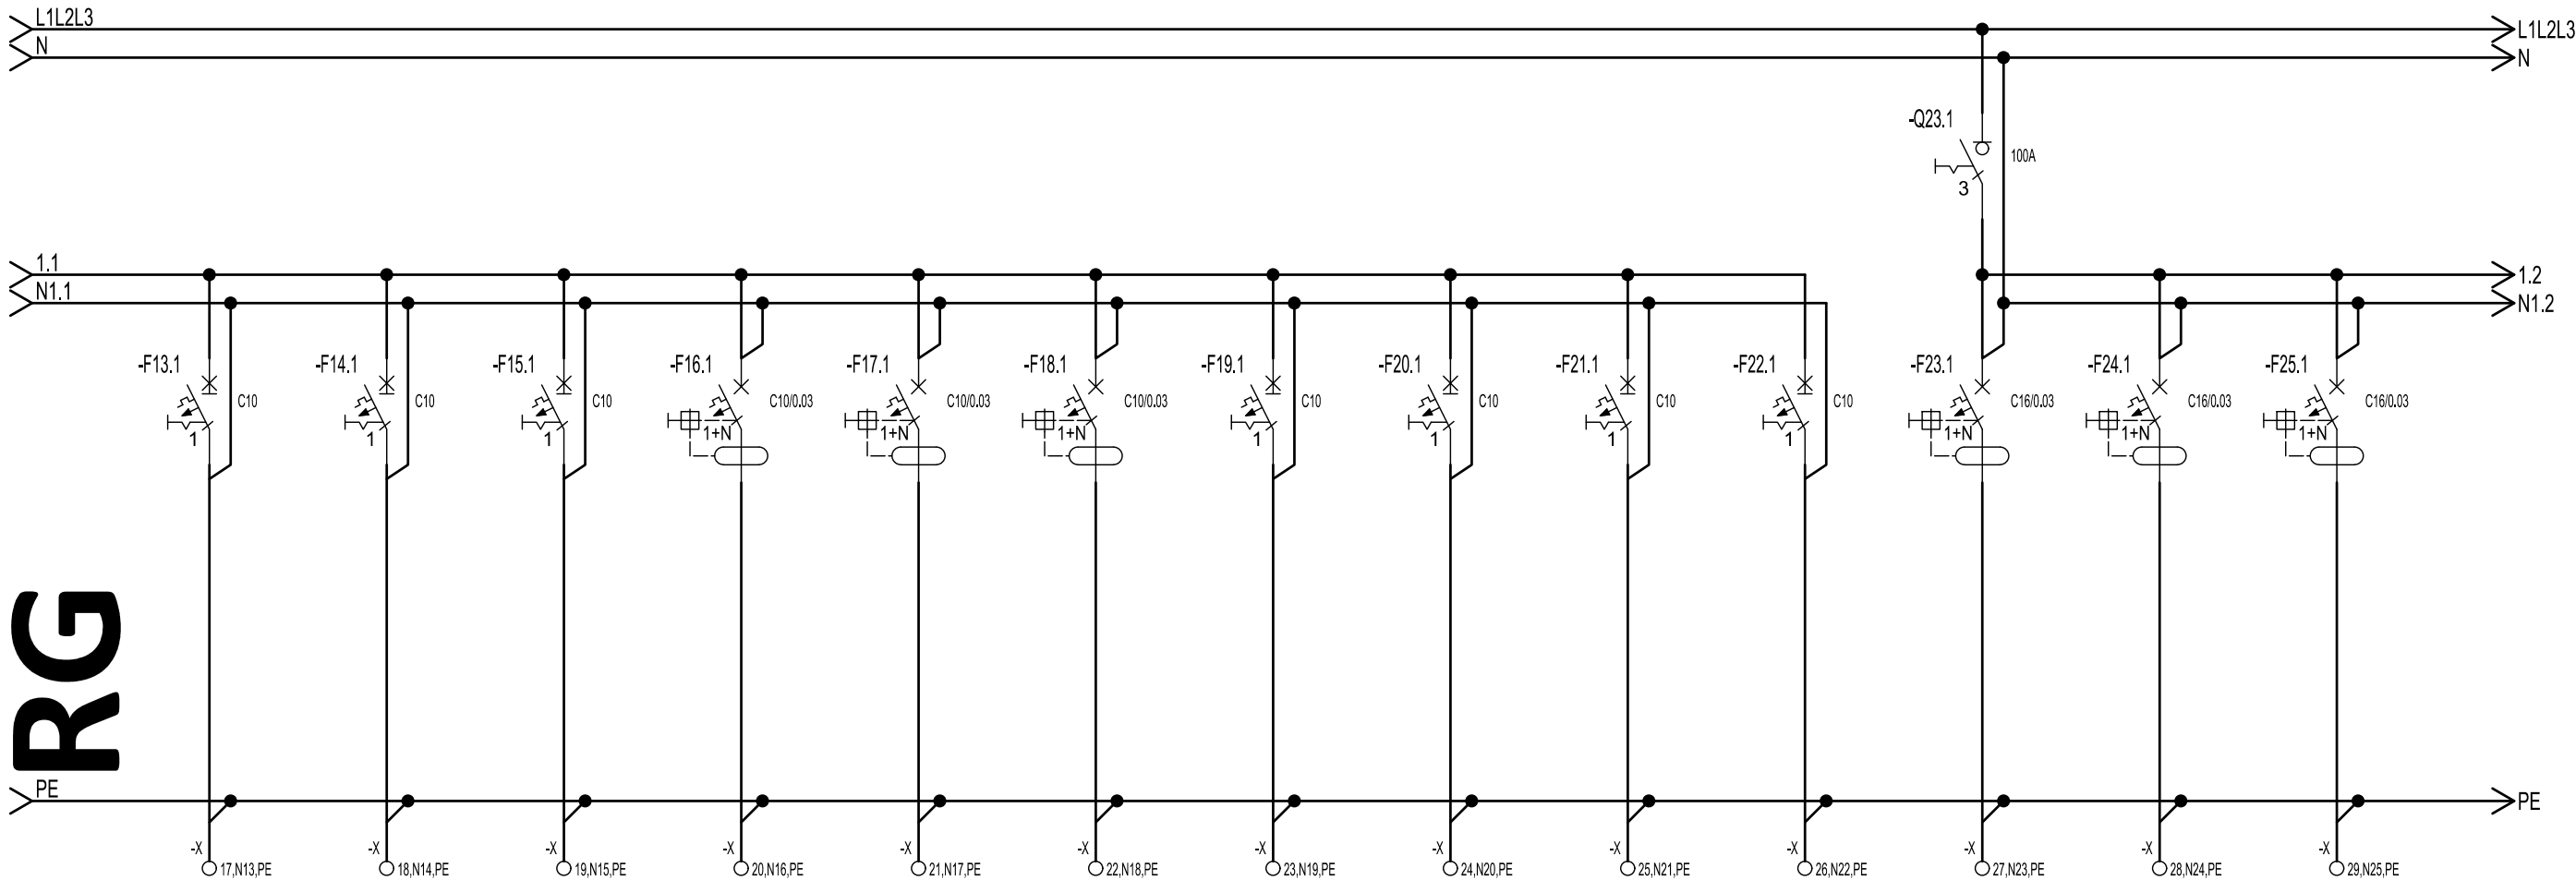 L1L2L3
L1L2L3
N
N
-Q23.1
100A
3
1.1
1.2
N1.1
N1.2
-F13.1
-F14.1
-F15.1
-F16.1
-F17.1
-F18.1
-F19.1
-F20.1
-F21.1
-F22.1
-F23.1
-F24.1
-F25.1
C10
C10
C10
C10/0.03
C10/0.03
C10/0.03
C10
C10
C10
C10
C16/0.03
C16/0.03
C16/0.03
1
1
1
1+N
1+N
1+N
1
1
1
1
1+N
1+N
1+N
RG
PE
PE
-X
-X
-X
-X
-X
-X
-X
-X
-X
-X
-X
-X
-X
17,N13,PE
18,N14,PE
19,N15,PE
20,N16,PE
21,N17,PE
22,N18,PE
23,N19,PE
24,N20,PE
25,N21,PE
26,N22,PE
27,N23,PE
28,N24,PE
29,N25,PE